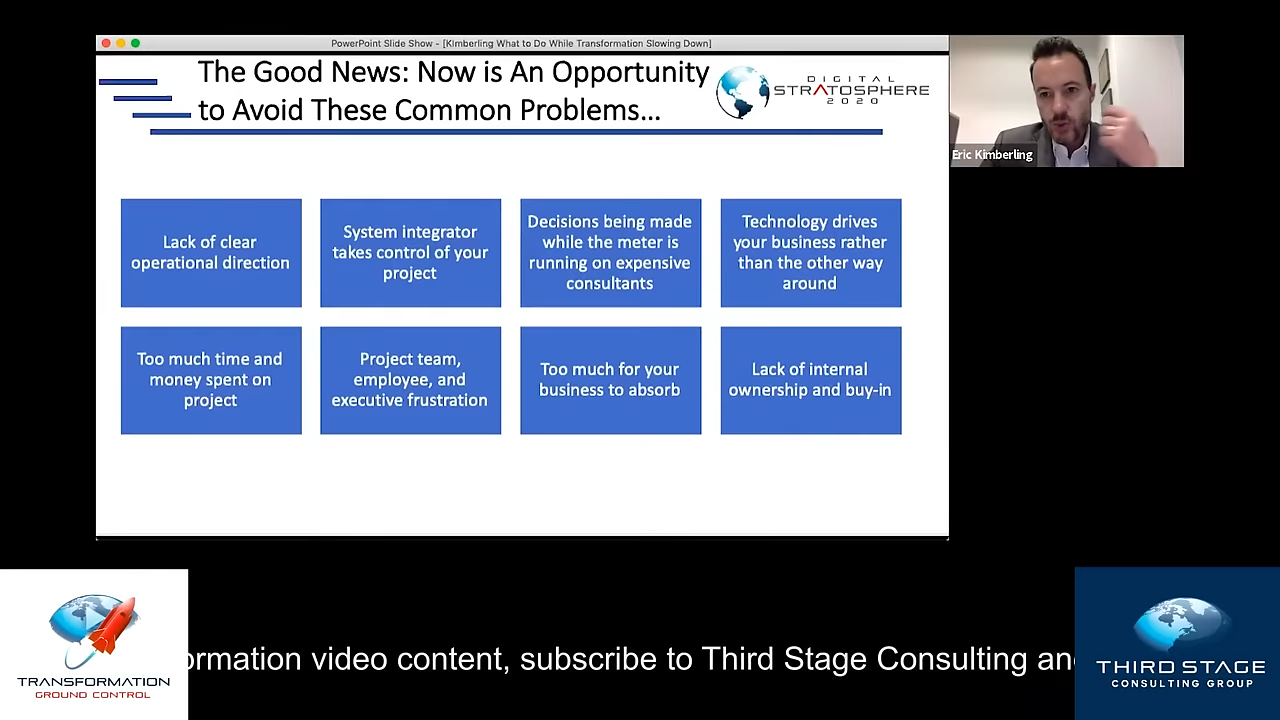 PowerPoint Slide Show - [KImberling What to Do While Transformation Slowing Down]
The Good News: Now is An Opportunity
to Avoid These Common Problems...
DIGITAL
STRATOSPHERE
2020
Eric Kimberling
Lack of clear
operational direction
System integrator
takes control of your
project
Decisions being made
while the meter is
running on expensive
consultants
Technology drives
your business rather
than the other way
around
Too much time and
money spent on
project
Project team,
employee, and
executive frustration
Too much for your
business to absorb
Lack of internal
ownership and buy-in
TRANSFORMATION
GROUND CONTROL
ormation video content, subscribe to Third Stage Consulting an
THIRD STAGE
CONSULTING GROUP